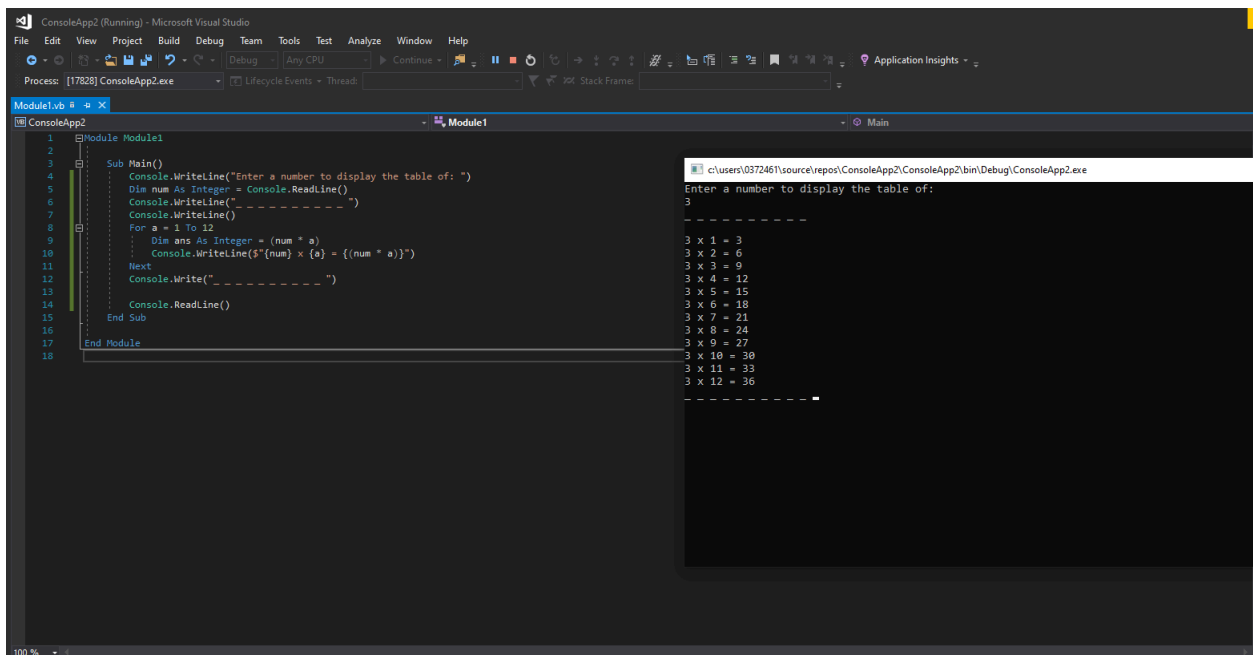 ConsoleApp2 (Running) - Microsoft Visual Studio
File Edit View Project Build Debug Team Tools Test Analyze Window Help
Debug Any CPU Continue Application Insights
Process: [17828] ConsoleApp2.exe Lifecycle Events Thread: Stack Frame:
Module1.vb
VB ConsoleApp2 Module1 Main
1 Module Module1
2
3 Sub Main()
4 Console.WriteLine("Enter a number to display the table of: ")
5 Dim num As Integer = Console.ReadLine()
6 Console.WriteLine("_ _ _ _ _ _ _ _ _ _ ")
7 Console.WriteLine()
8 For a = 1 To 12
9 Dim ans As Integer = (num * a)
10 Console.WriteLine($"{num} x {a} = {(num * a)}")
11 Next
12 Console.Write("_ _ _ _ _ _ _ _ _ _ ")
13
14 Console.ReadLine()
15 End Sub
16
17 End Module
18
100 %
c:\users\0372461\source\repos\ConsoleApp2\ConsoleApp2\bin\Debug\ConsoleApp2.exe
Enter a number to display the table of:
3
_ _ _ _ _ _ _ _ _ _
3 x 1 = 3
3 x 2 = 6
3 x 3 = 9
3 x 4 = 12
3 x 5 = 15
3 x 6 = 18
3 x 7 = 21
3 x 8 = 24
3 x 9 = 27
3 x 10 = 30
3 x 11 = 33
3 x 12 = 36
_ _ _ _ _ _ _ _ _ _